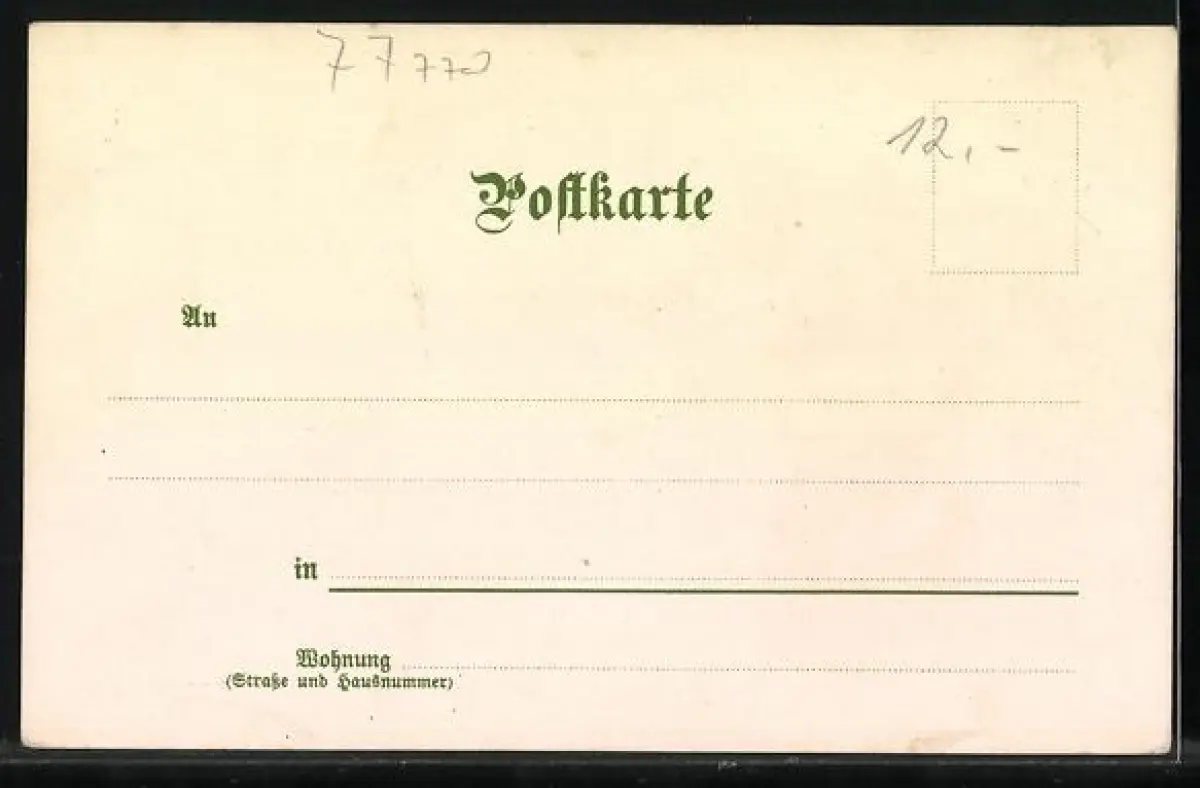 77770
12,-
Postkarte
An
in
Wohnung
(Straße und Hausnummer)